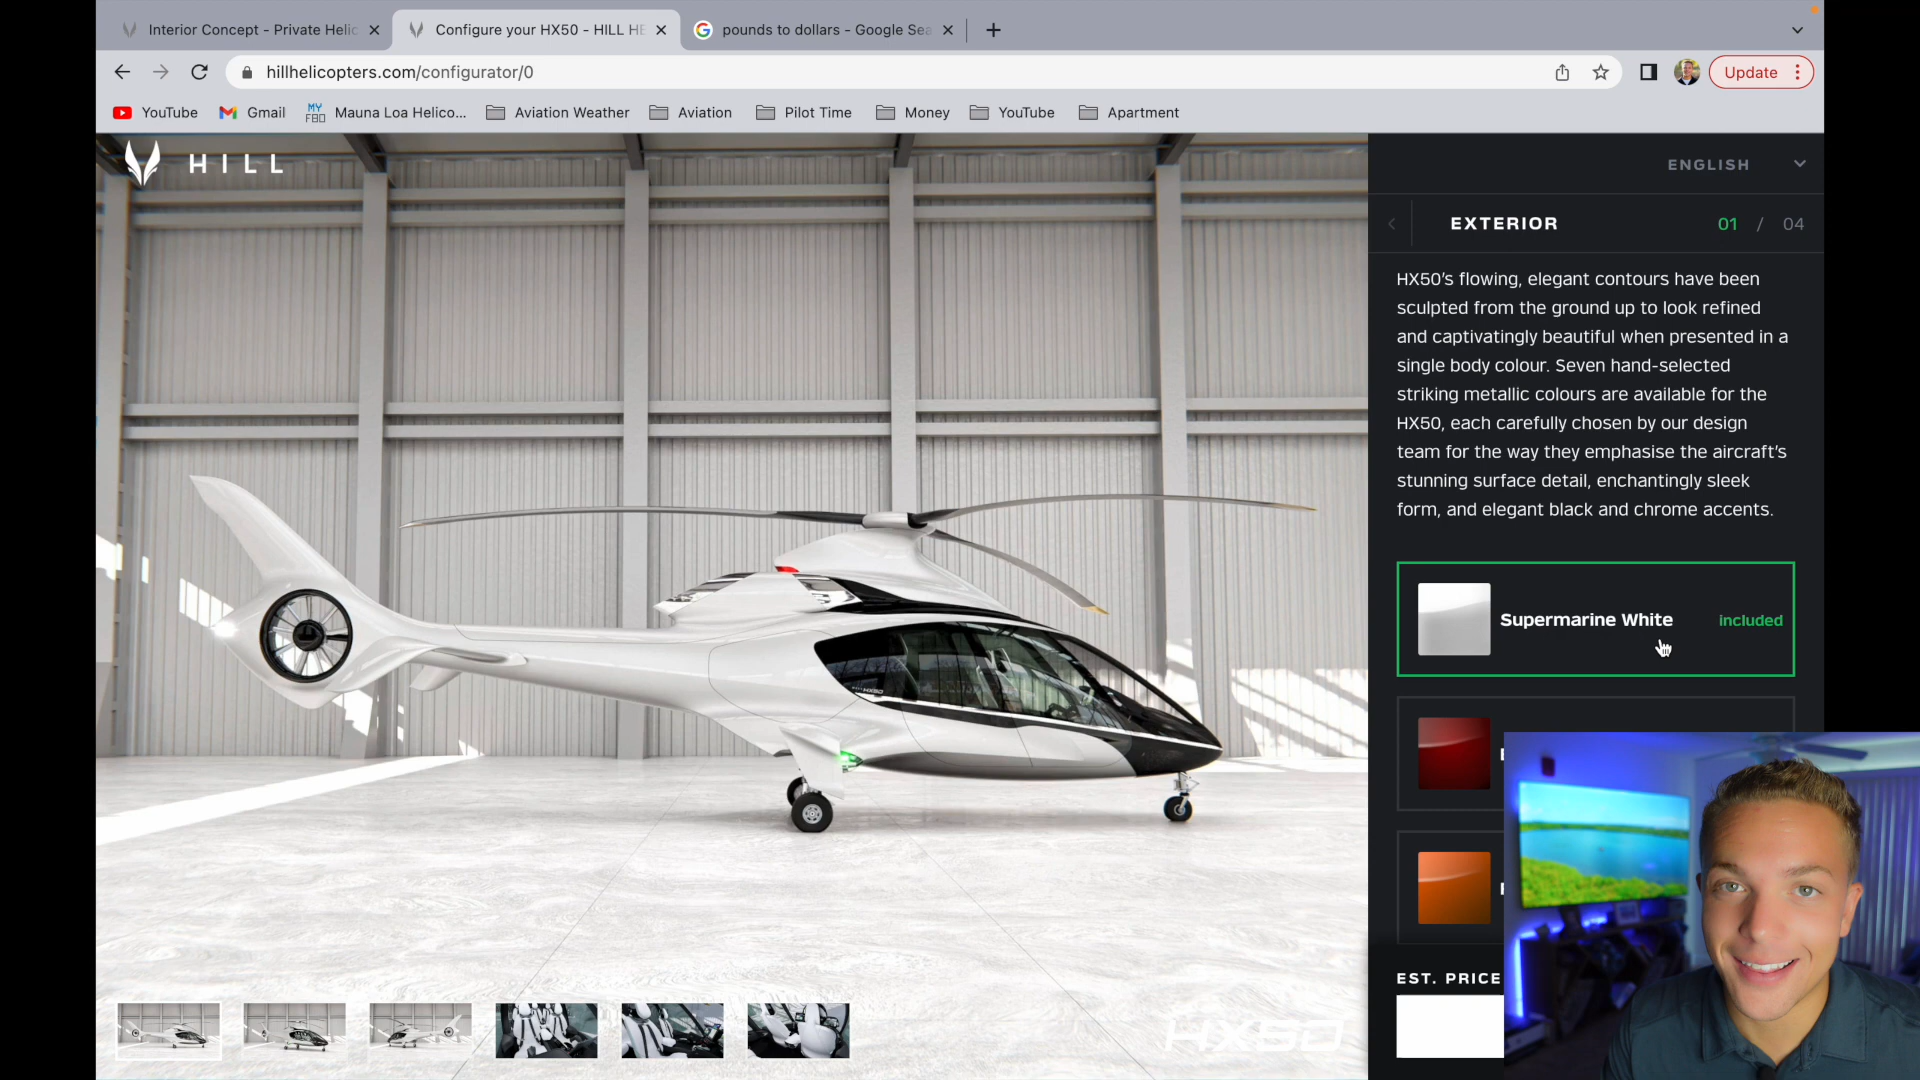 Interior Concept - Private Helic
Configure your HX50 - HILL HE
pounds to dollars - Google Sea
hillhelicopters.com/configurator/0
Update
YouTube
Gmail
MY FBO
Mauna Loa Helico...
Aviation Weather
Aviation
Pilot Time
Money
YouTube
Apartment
HILL
ENGLISH
EXTERIOR
01 / 04
HX50's flowing, elegant contours have been
sculpted from the ground up to look refined
and captivatingly beautiful when presented in a
single body colour. Seven hand-selected
striking metallic colours are available for the
HX50, each carefully chosen by our design
team for the way they emphasise the aircraft's
stunning surface detail, enchantingly sleek
form, and elegant black and chrome accents.
Supermarine White
included
EST. PRICE
HX50